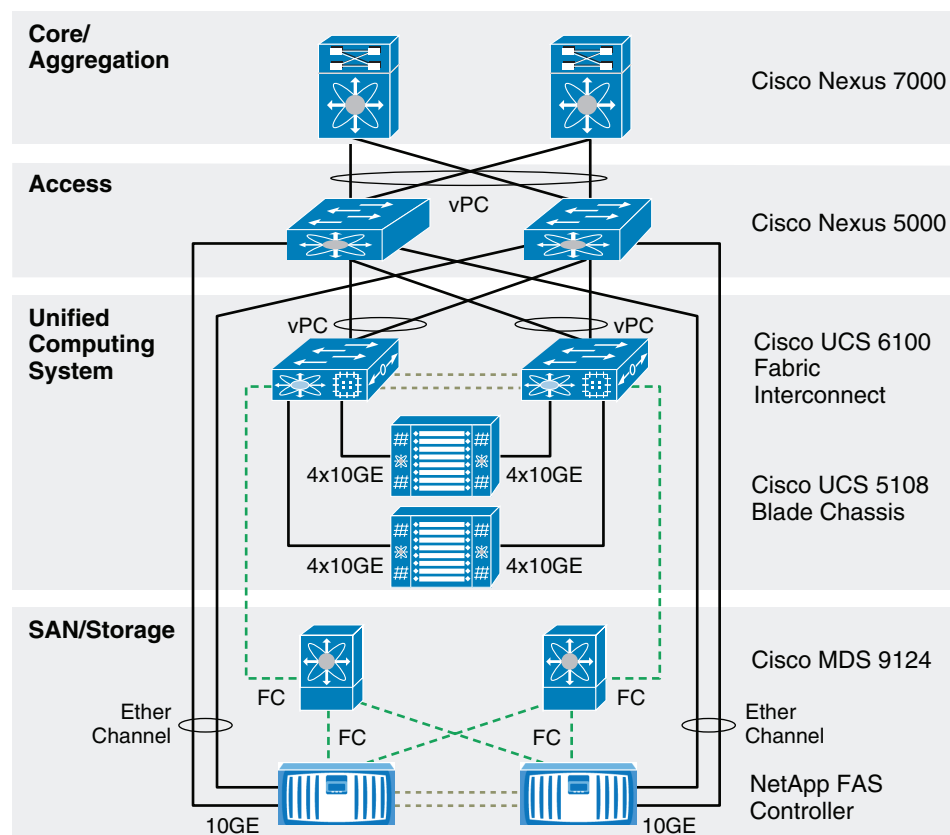 Core/
Aggregation
Cisco Nexus 7000
Access
vPC
Cisco Nexus 5000
Unified
Computing
System
vPC
vPC
Cisco UCS 6100
Fabric
Interconnect
4x10GE
4x10GE
Cisco UCS 5108
Blade Chassis
4x10GE
4x10GE
SAN/Storage
Cisco MDS 9124
FC
FC
Ether
Channel
FC
FC
Ether
Channel
NetApp FAS
Controller
10GE
10GE